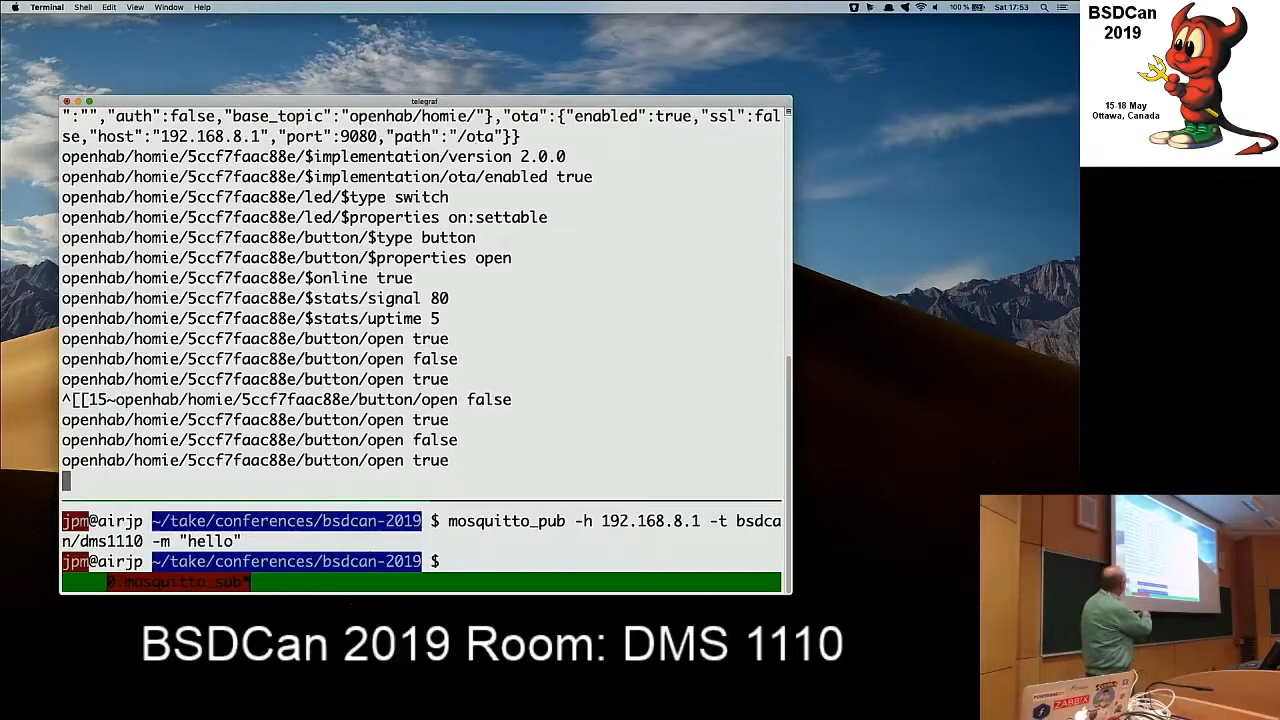 Terminal Shell Edit View Window Help
100% Sat 17:53
telegraf
":"","auth":false,"base_topic":"openhab/homie/"},"ota":{"enabled":true,"ssl":fal
se,"host":"192.168.8.1","port":9080,"path":"/ota"}}
openhab/homie/5ccf7faac88e/$implementation/version 2.0.0
openhab/homie/5ccf7faac88e/$implementation/ota/enabled true
openhab/homie/5ccf7faac88e/led/$type switch
openhab/homie/5ccf7faac88e/led/$properties on:settable
openhab/homie/5ccf7faac88e/button/$type button
openhab/homie/5ccf7faac88e/button/$properties open
openhab/homie/5ccf7faac88e/$online true
openhab/homie/5ccf7faac88e/$stats/signal 80
openhab/homie/5ccf7faac88e/$stats/uptime 5
openhab/homie/5ccf7faac88e/button/open true
openhab/homie/5ccf7faac88e/button/open false
openhab/homie/5ccf7faac88e/button/open true
^[[15~openhab/homie/5ccf7faac88e/button/open false
openhab/homie/5ccf7faac88e/button/open true
openhab/homie/5ccf7faac88e/button/open false
openhab/homie/5ccf7faac88e/button/open true
jpm@airjp ~/take/conferences/bsdcan-2019 $ mosquitto_pub -h 192.168.8.1 -t bsdca
n/dms1110 -m "hello"
jpm@airjp ~/take/conferences/bsdcan-2019 $
0 mosquitto_sub*
BSDCan
2019
15-18 May
Ottawa, Canada
ZABBIX
BSDCan 2019 Room: DMS 1110